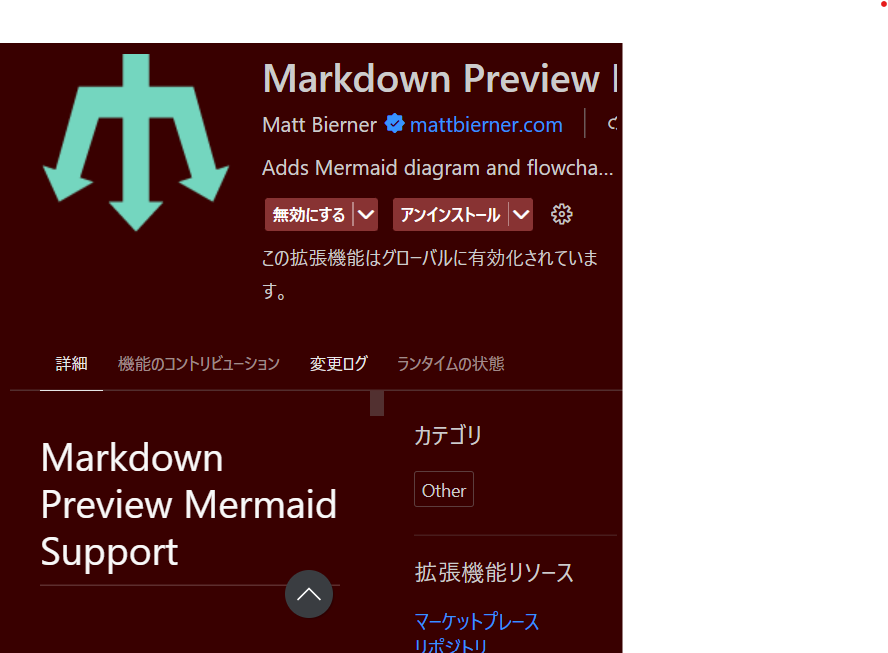 Markdown Preview
Matt Bierner mattbierner.com
Adds Mermaid diagram and flowcha...
無効にする アンインストール
この拡張機能はグローバルに有効化されていま
す。
詳細 機能のコントリビューション 変更ログ ランタイムの状態
Markdown
Preview Mermaid
Support
カテゴリ
Other
拡張機能リソース
マーケットプレース
リポジトリ